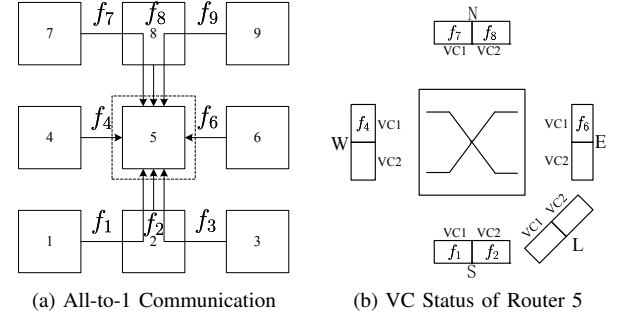 f7 f8 f9
7 8 9
f4 f6
4 5 6
f1 f2 f3
1 2 3
(a) All-to-1 Communication
N
f7 f8
VC1 VC2
W
f4 VC1
VC2
VC1 f6
VC2
E
VC1 VC2
L
VC1 VC2
f1 f2
S
(b) VC Status of Router 5